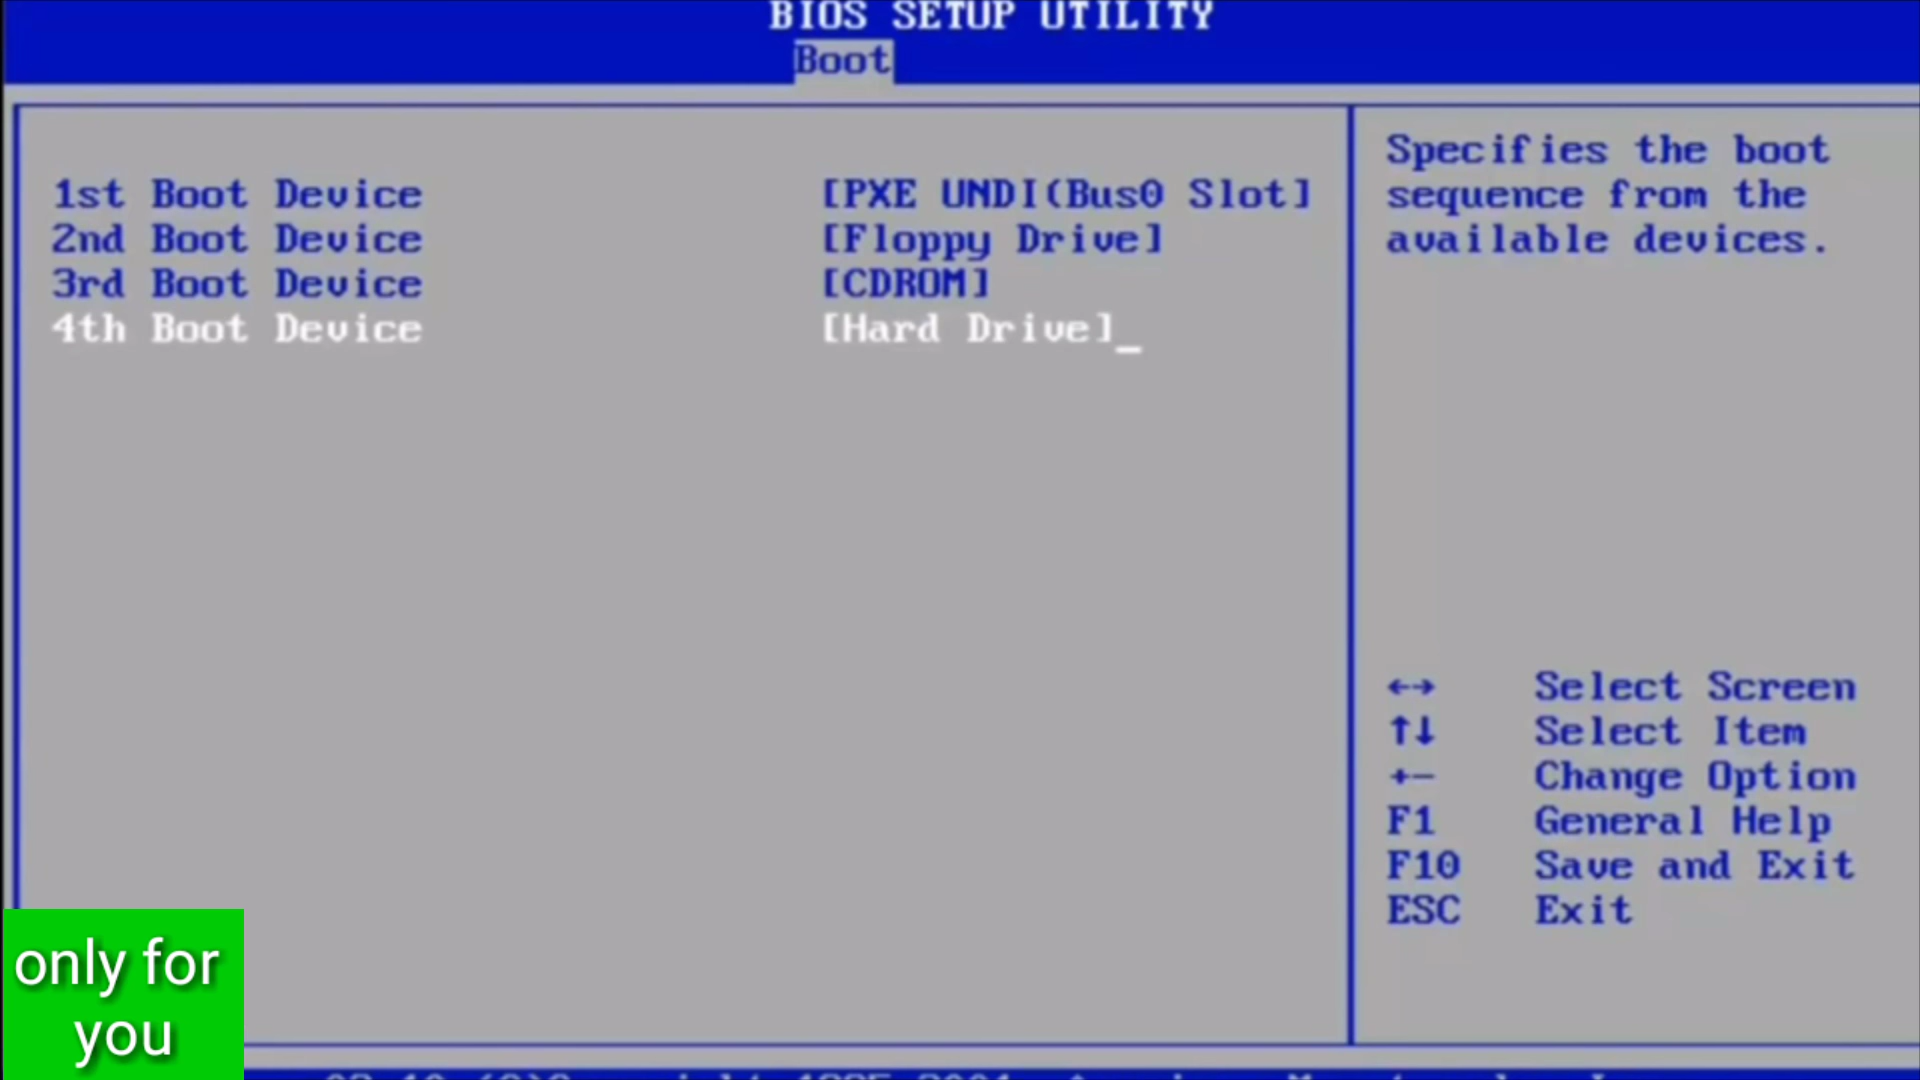 BIOS SETUP UTILITY
Boot
1st Boot Device [PXE UNDI(Bus0 Slot]
2nd Boot Device [Floppy Drive]
3rd Boot Device [CDROM]
4th Boot Device [Hard Drive]_
Specifies the boot
sequence from the
available devices.
←→ Select Screen
↑↓ Select Item
+- Change Option
F1 General Help
F10 Save and Exit
ESC Exit
only for
you